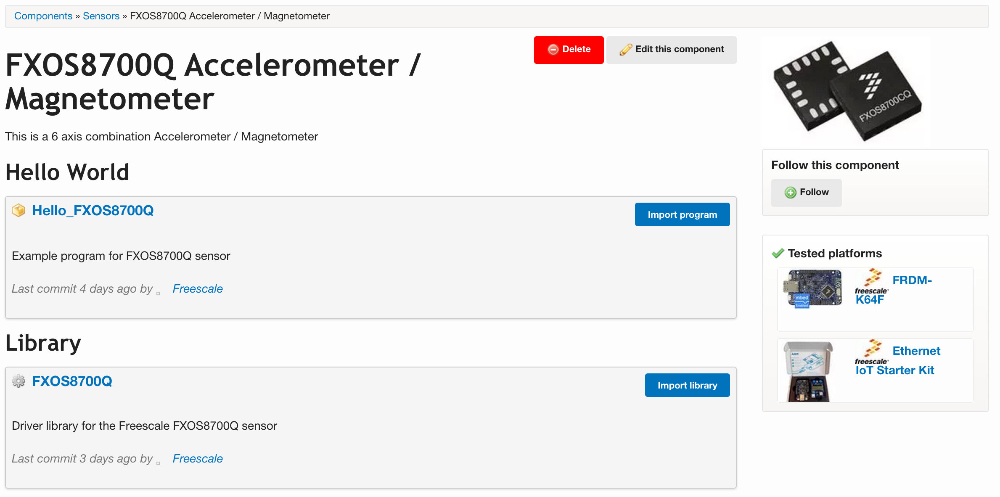 Components » Sensors » FXOS8700Q Accelerometer / Magnetometer
Delete
Edit this component
FXOS8700Q Accelerometer /
Magnetometer
This is a 6 axis combination Accelerometer / Magnetometer
Hello World
Hello_FXOS8700Q
Import program
Example program for FXOS8700Q sensor
Last commit 4 days ago by Freescale
Library
FXOS8700Q
Import library
Driver library for the Freescale FXOS8700Q sensor
Last commit 3 days ago by Freescale
FXOS8700CQ
Follow this component
Follow
Tested platforms
mbed
Enabled
freescale™ FRDM-
K64F
ARM
freescale™ Ethernet
IoT Starter Kit